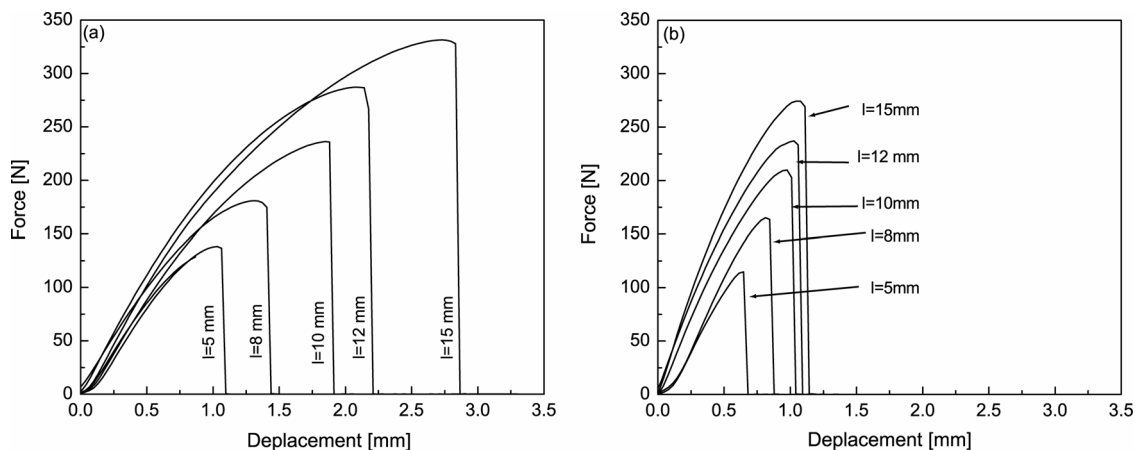 (a)
350
300
250
200
150
100
50
0
Force [N]
l=5 mm
l=8 mm
l=10 mm
l=12 mm
l=15 mm
0.0 0.5 1.0 1.5 2.0 2.5 3.0 3.5
Deplacement [mm]
(b)
350
300
250
200
150
100
50
0
Force [N]
l=15mm
l=12 mm
l=10mm
l=8mm
l=5mm
0.0 0.5 1.0 1.5 2.0 2.5 3.0 3.5
Deplacement [mm]